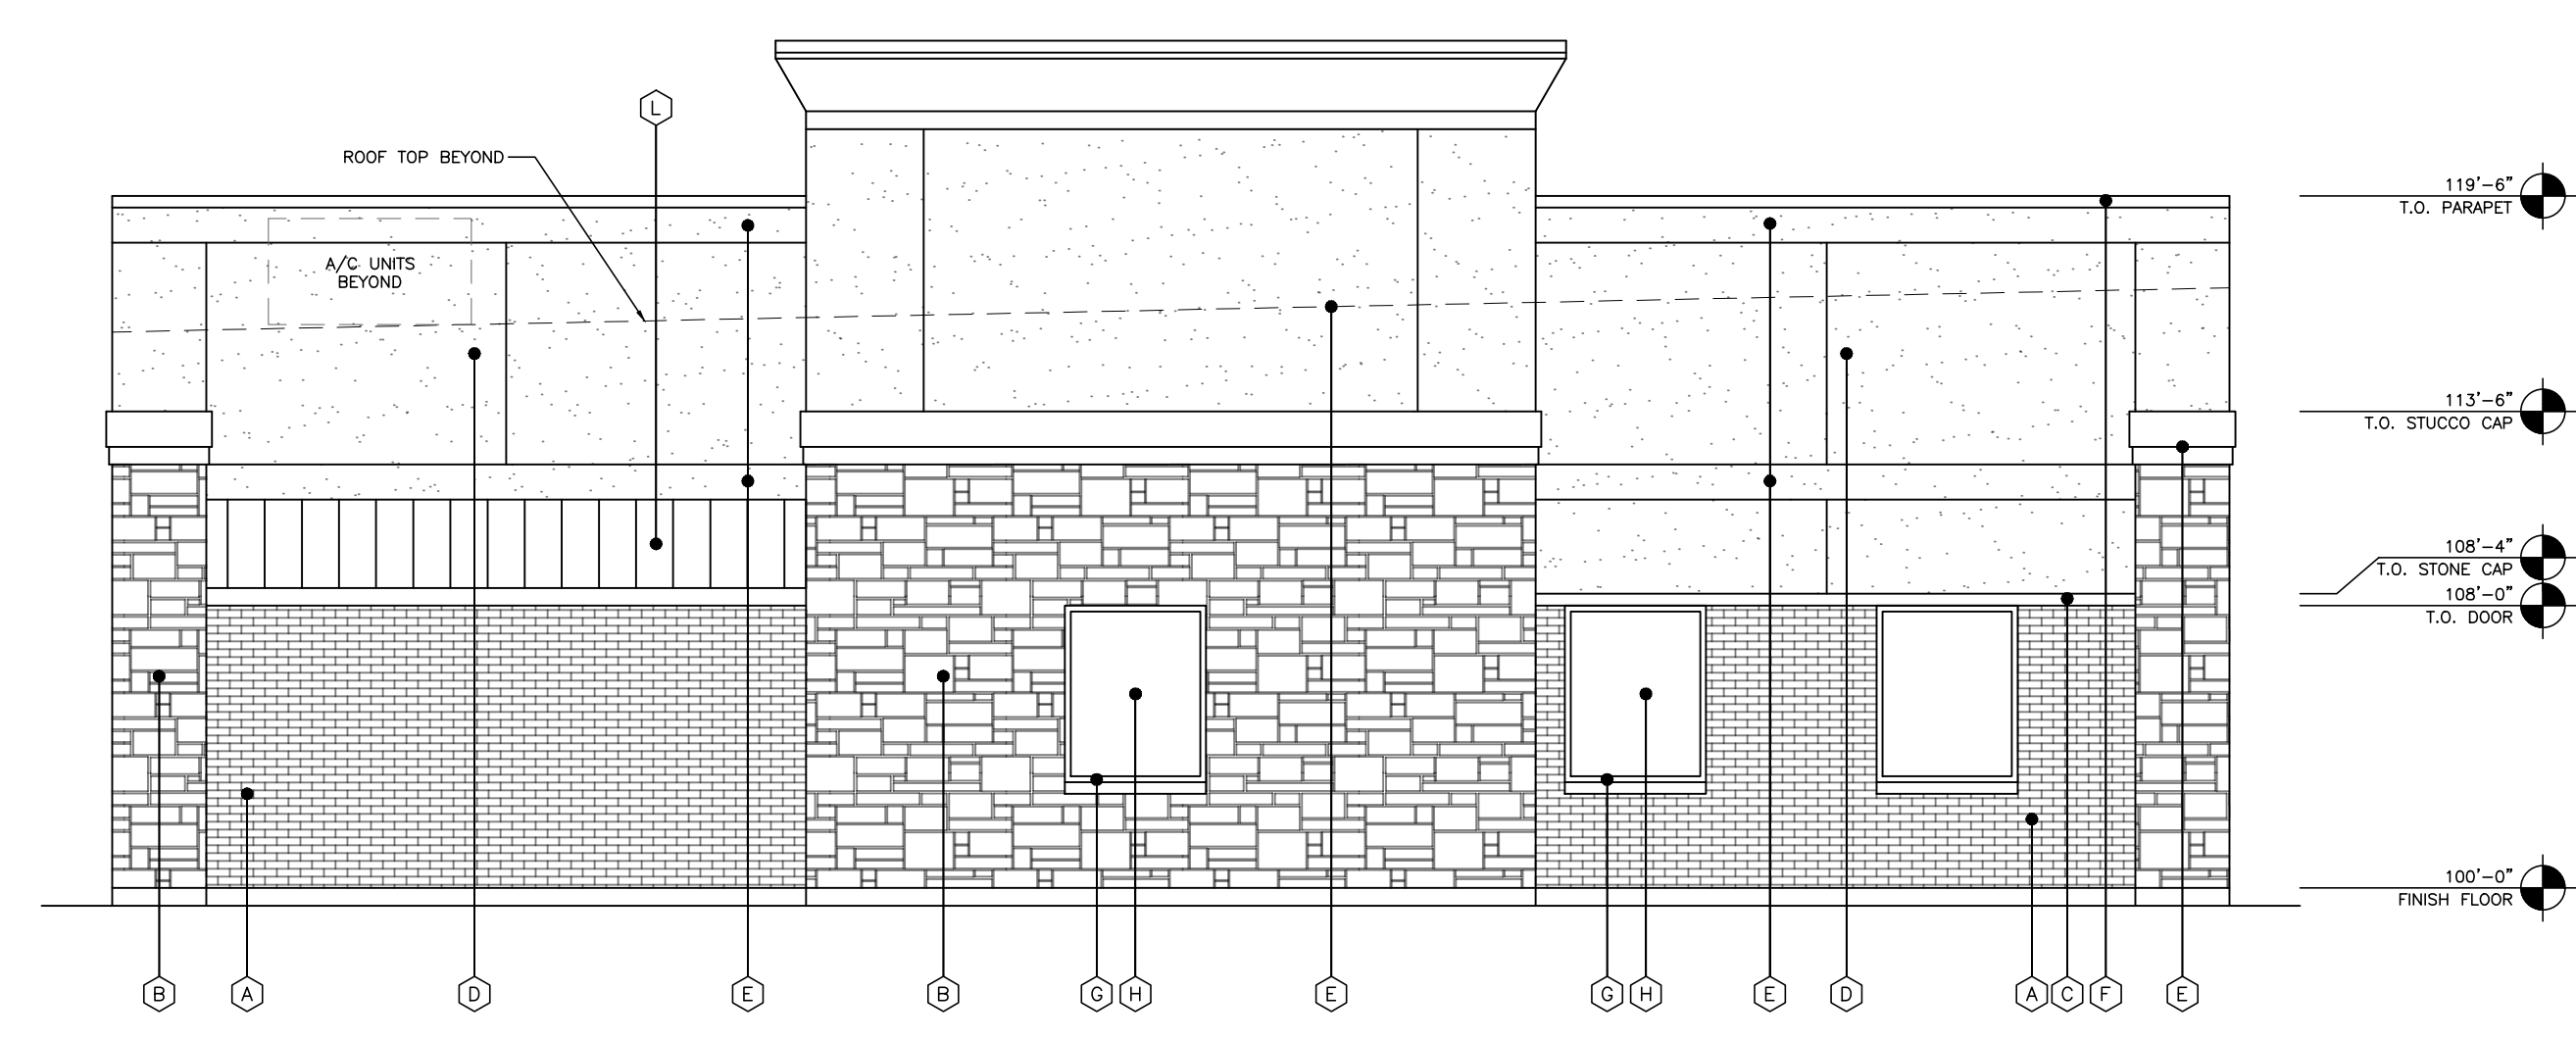 L
ROOF TOP BEYOND
A/C UNITS
BEYOND
119'-6"
T.O. PARAPET
113'-6"
T.O. STUCCO CAP
108'-4"
T.O. STONE CAP
108'-0"
T.O. DOOR
100'-0"
FINISH FLOOR
B A D E B G H E G H E D A C F E